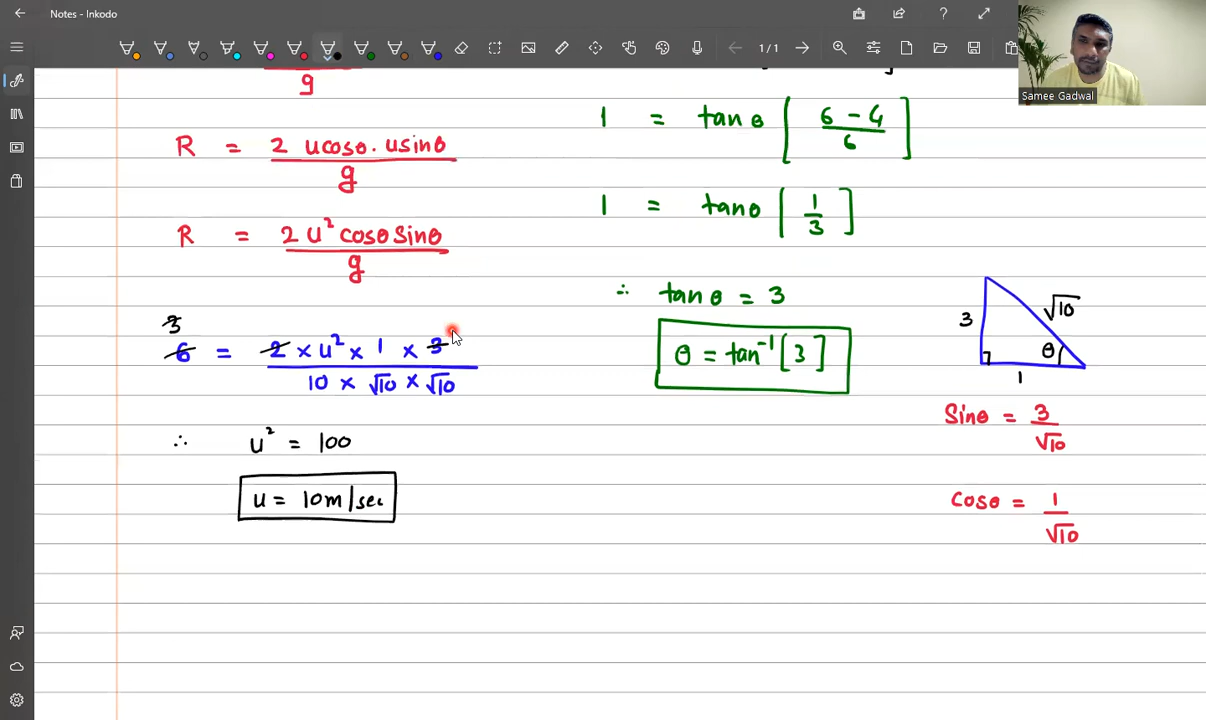 Notes - Inkodo
1/1
Samee Gadwal
g
R = 2 ucosθ. usinθ / g
R = 2 u² cosθ Sinθ / g
3
6 = 2 × u² × 1 × 3 / 10 × √10 × √10
∴ u² = 100
u = 10m/sec
1 = tanθ [ 6 - 4 / 6 ]
1 = tanθ [ 1 / 3 ]
∴ tanθ = 3
θ = tan⁻¹ [ 3 ]
3
√10
θ
1
Sinθ = 3 / √10
Cosθ = 1 / √10